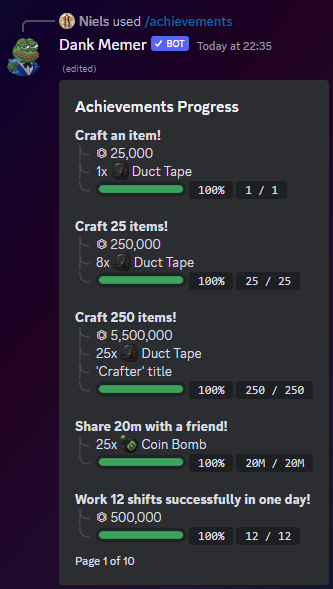 Niels used /achievements
Dank Memer ✓ BOT Today at 22:35
(edited)
Achievements Progress
Craft an item!
25,000
1x Duct Tape
100% 1 / 1
Craft 25 items!
250,000
8x Duct Tape
100% 25 / 25
Craft 250 items!
5,500,000
25x Duct Tape
'Crafter' title
100% 250 / 250
Share 20m with a friend!
25x Coin Bomb
100% 20M / 20M
Work 12 shifts successfully in one day!
500,000
100% 12 / 12
Page 1 of 10